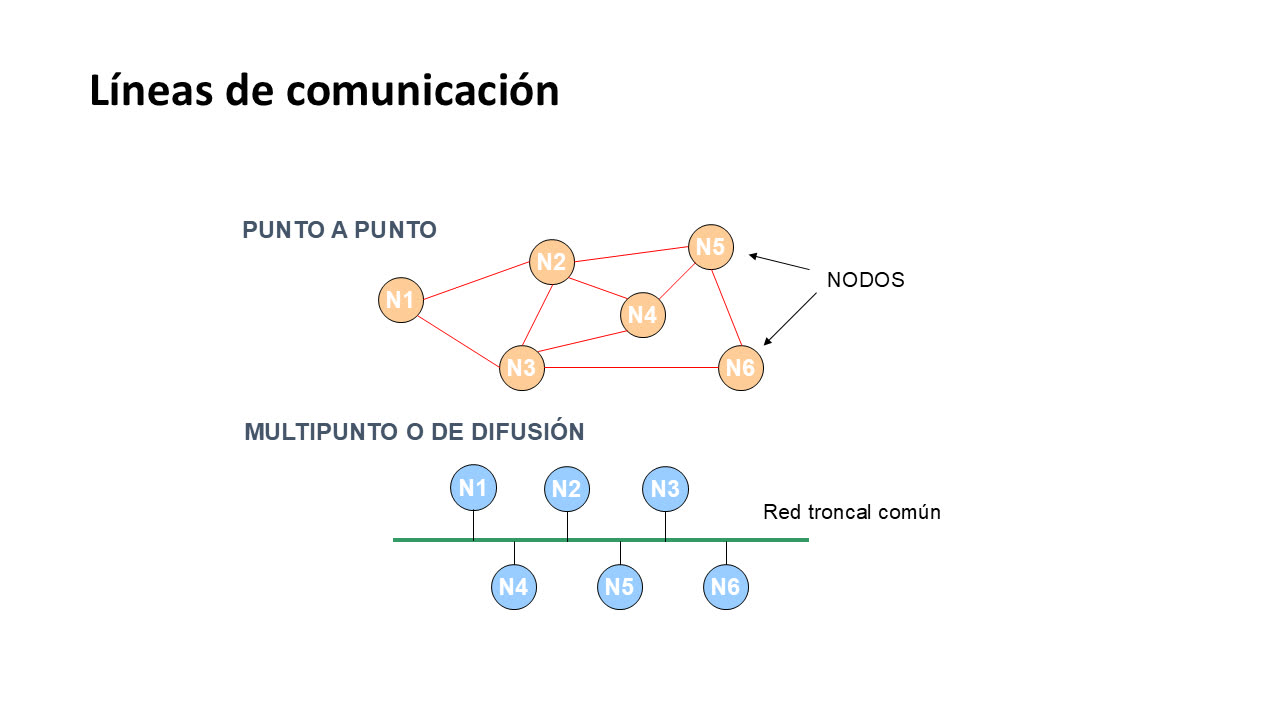 Líneas de comunicación
PUNTO A PUNTO
N5
N2
NODOS
N1
N4
N3
N6
MULTIPUNTO O DE DIFUSIÓN
N1
N2
N3
Red troncal común
N4
N5
N6